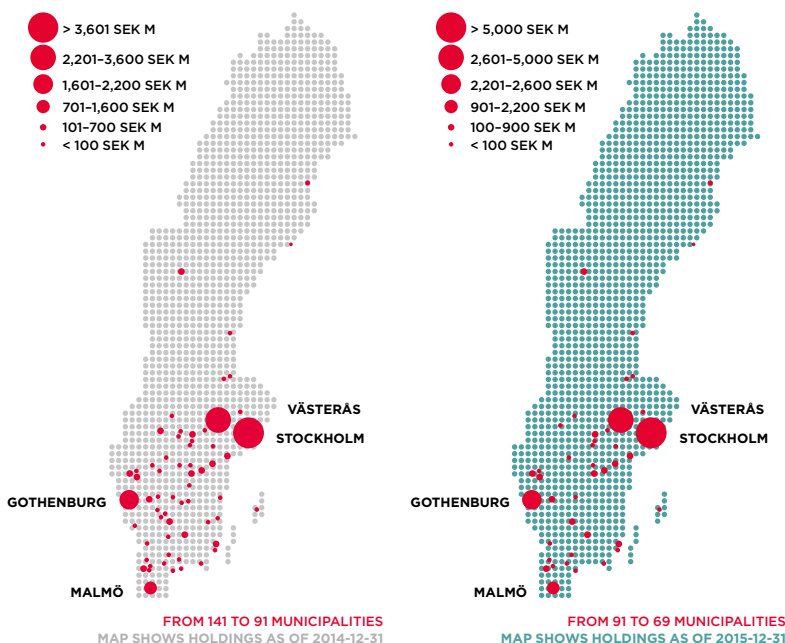 > 3,601 SEK M
2,201–3,600 SEK M
1,601–2,200 SEK M
701–1,600 SEK M
101–700 SEK M
< 100 SEK M
VÄSTERÅS
STOCKHOLM
GOTHENBURG
MALMÖ
FROM 141 TO 91 MUNICIPALITIES
MAP SHOWS HOLDINGS AS OF 2014-12-31
> 5,000 SEK M
2,601–5,000 SEK M
2,201–2,600 SEK M
901–2,200 SEK M
100–900 SEK M
< 100 SEK M
VÄSTERÅS
STOCKHOLM
GOTHENBURG
MALMÖ
FROM 91 TO 69 MUNICIPALITIES
MAP SHOWS HOLDINGS AS OF 2015-12-31